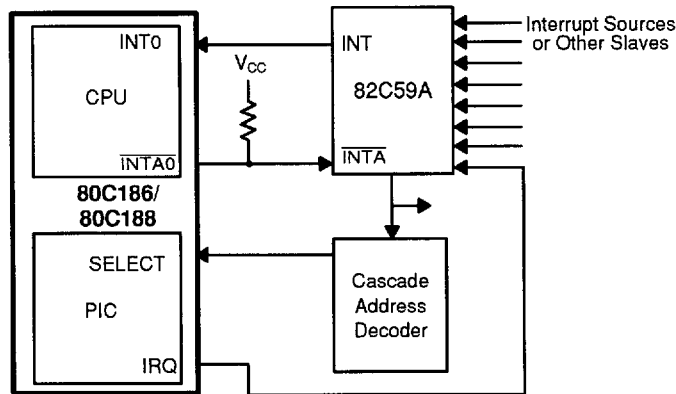 INT0
CPU
INTA0
80C186/
80C188
SELECT
PIC
IRQ
VCC
INT
82C59A
INTA
Interrupt Sources
or Other Slaves
Cascade
Address
Decoder